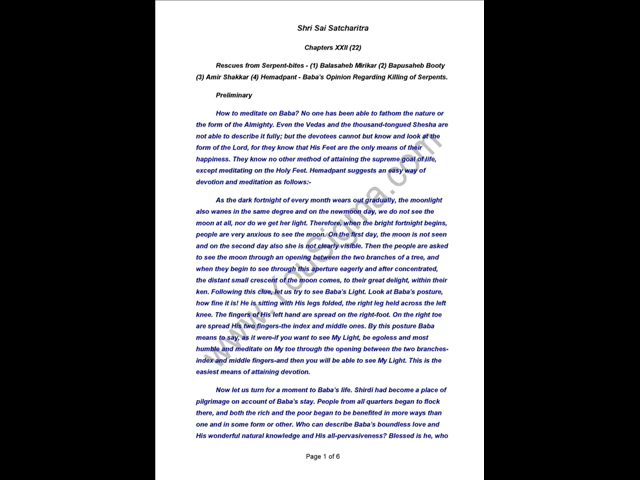 Shri Sai Satcharitra
Chapters XXII (22)
Rescues from Serpent-bites - (1) Balasaheb Mirikar (2) Bapusaheb Booty
(3) Amir Shakkar (4) Hemadpant - Baba's Opinion Regarding Killing of Serpents.
Preliminary
How to meditate on Baba? No one has been able to fathom the nature or
the form of the Almighty. Even the Vedas and the thousand-tongued Shesha are
not able to describe it fully; but the devotees cannot but know and look at the
form of the Lord, for they know that His Feet are the only means of their
happiness. They know no other method of attaining the supreme goal of life,
except meditating on the Holy Feet. Hemadpant suggests an easy way of
devotion and meditation as follows:-
As the dark fortnight of every month wears out gradually, the moonlight
also wanes in the same degree and on the newmoon day, we do not see the
moon at all, nor do we get her light. Therefore, when the bright fortnight begins,
people are very anxious to see the moon. On the first day, the moon is not seen
and on the second day also she is not clearly visible. Then the people are asked
to see the moon through an opening between the two branches of a tree, and
when they begin to see through this aperture eagerly and after concentrated,
the distant small crescent of the moon comes, to their great delight, within their
ken. Following this clue, let us try to see Baba's Light. Look at Baba's posture,
how fine it is! He is sitting with His legs folded, the right leg held across the left
knee. The fingers of His left hand are spread on the right-foot. On the right toe
are spread His two fingers-the index and middle ones. By this posture Baba
means to say, as it were-if you want to see My Light, be egoless and most
humble and meditate on My toe through the opening between the two branches-
index and middle fingers-and then you will be able to see My Light. This is the
easiest means of attaining devotion.
Now let us turn for a moment to Baba's life. Shirdi had become a place of
pilgrimage on account of Baba's stay. People from all quarters began to flock
there, and both the rich and the poor began to be benefited in more ways than
one and in some form or other. Who can describe Baba's boundless love and
His wonderful natural knowledge and His all-pervasiveness? Blessed is he, who
Page 1 of 6
www.YouSigma.com